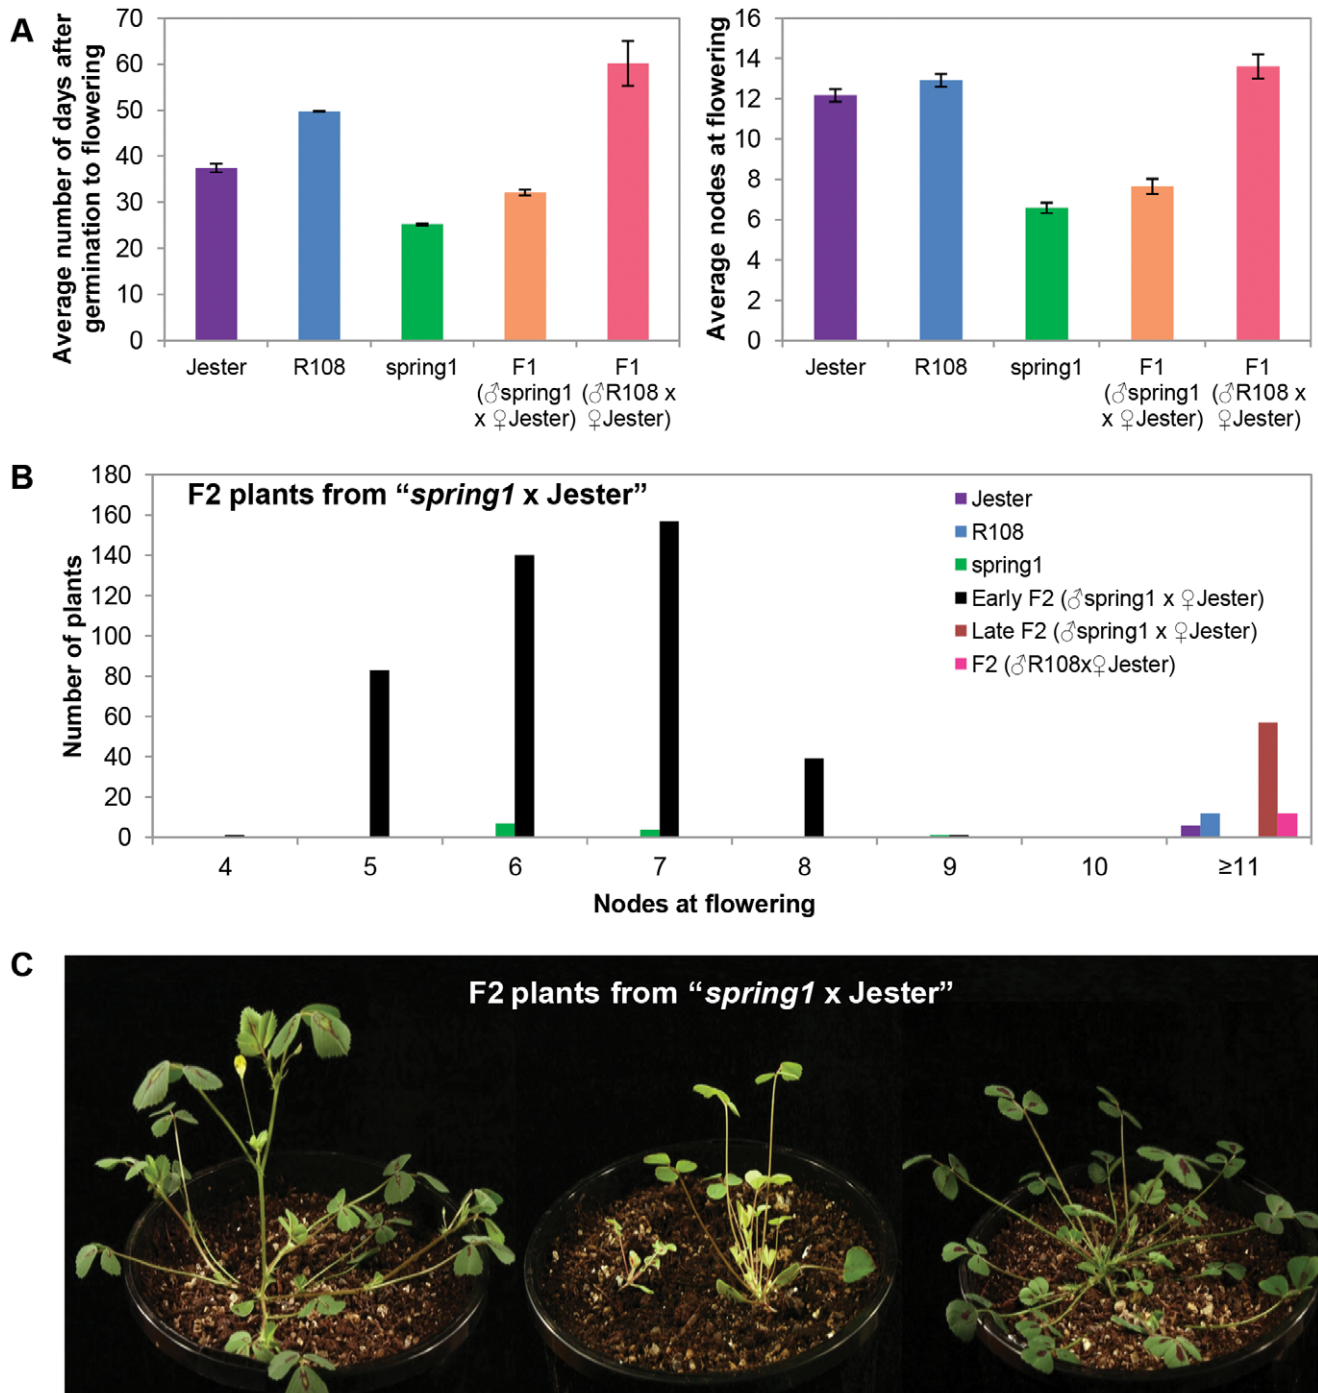 A
Average number of days after
germination to flowering
70
60
50
40
30
20
10
0
Jester
R108
spring1
F1
(♂spring1
x ♀Jester)
F1
(♂R108 x
♀Jester)
Average nodes at flowering
16
14
12
10
8
6
4
2
0
Jester
R108
spring1
F1
(♂spring1
x ♀Jester)
F1
(♂R108 x
♀Jester)
B
F2 plants from “spring1 x Jester”
Number of plants
180
160
140
120
100
80
60
40
20
0
Jester
R108
spring1
Early F2 (♂spring1 x ♀Jester)
Late F2 (♂spring1 x ♀Jester)
F2 (♂R108x♀Jester)
4 5 6 7 8 9 10 ≥11
Nodes at flowering
C
F2 plants from “spring1 x Jester”